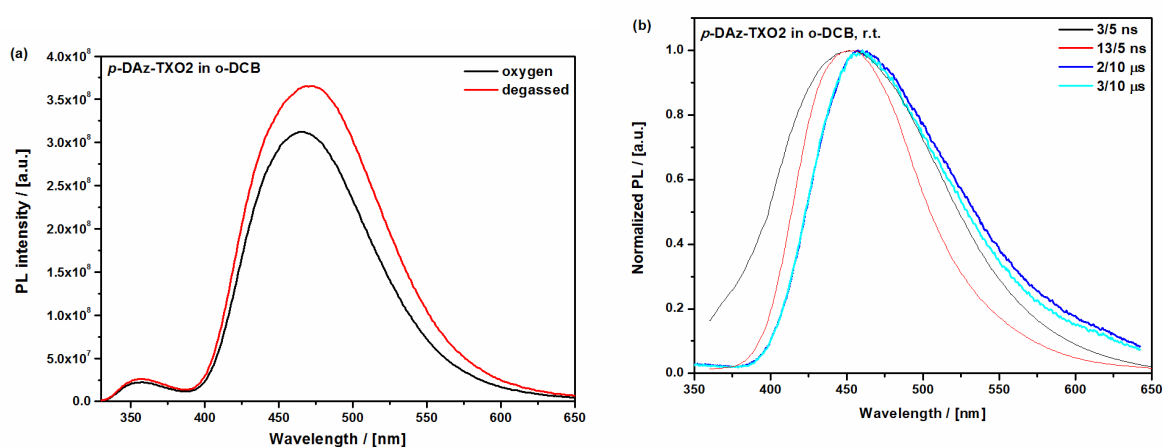 (a)
p-DAz-TXO2 in o-DCB
oxygen
degassed
4.0x10⁸
3.5x10⁸
3.0x10⁸
2.5x10⁸
2.0x10⁸
1.5x10⁸
1.0x10⁸
5.0x10⁷
0.0
PL intensity / [a.u.]
350 400 450 500 550 600 650
Wavelength / [nm]
(b)
p-DAz-TXO2 in o-DCB, r.t.
3/5 ns
13/5 ns
2/10 μs
3/10 μs
1.0
0.8
0.6
0.4
0.2
0.0
Normalized PL / [a.u.]
350 400 450 500 550 600 650
Wavelength / [nm]